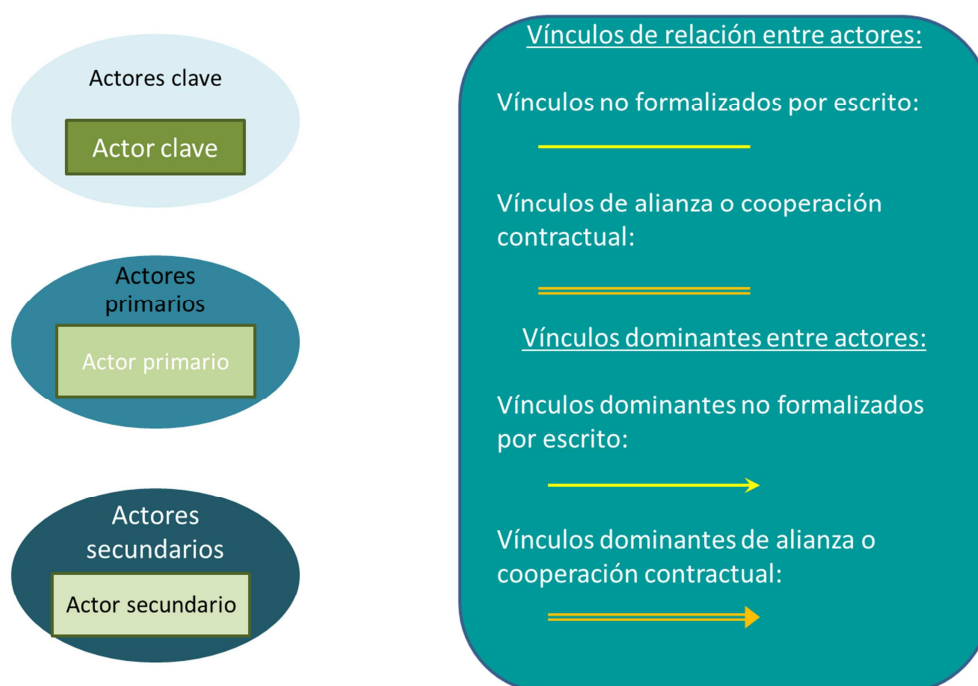 Actores clave
Actor clave
Actores
primarios
Actor primario
Actores
secundarios
Actor secundario
Vínculos de relación entre actores:
Vínculos no formalizados por escrito:
Vínculos de alianza o cooperación
contractual:
Vínculos dominantes entre actores:
Vínculos dominantes no formalizados
por escrito:
Vínculos dominantes de alianza o
cooperación contractual: